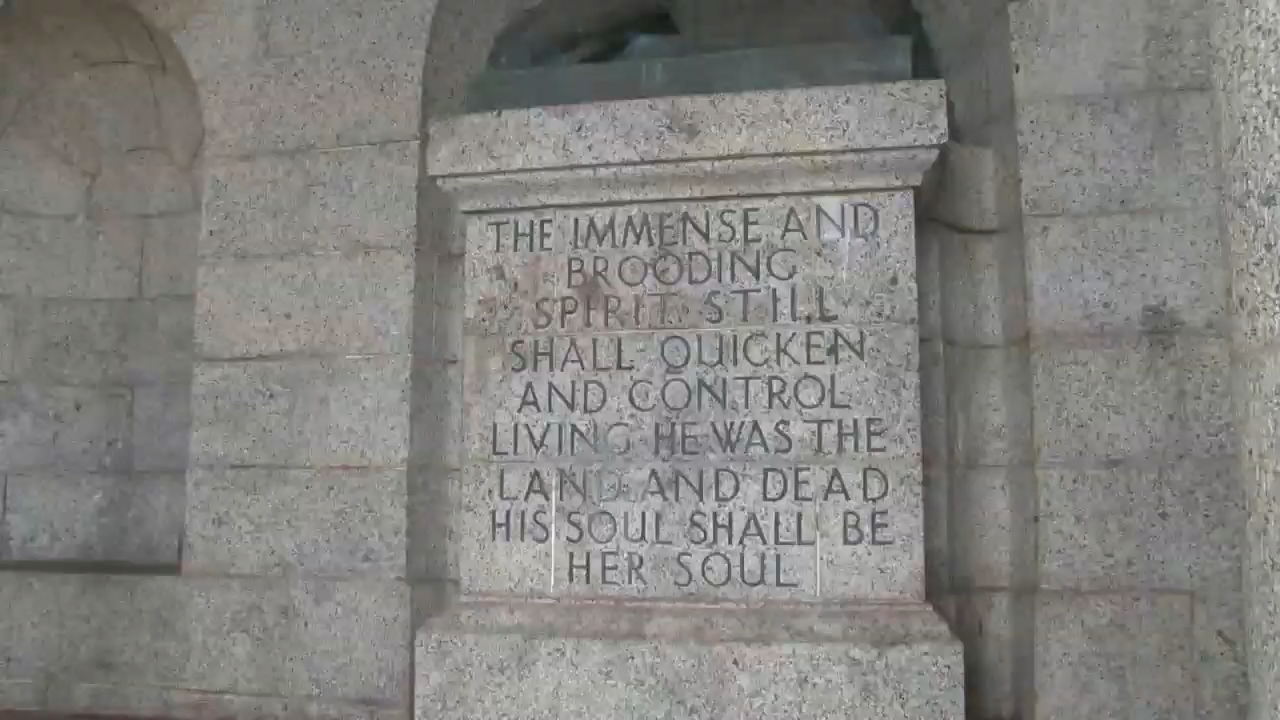 THE IMMENSE AND
BROODING
SPIRIT STILL
SHALL QUICKEN
AND CONTROL
LIVING HE WAS THE
LAND AND DEAD
HIS SOUL SHALL BE
HER SOUL